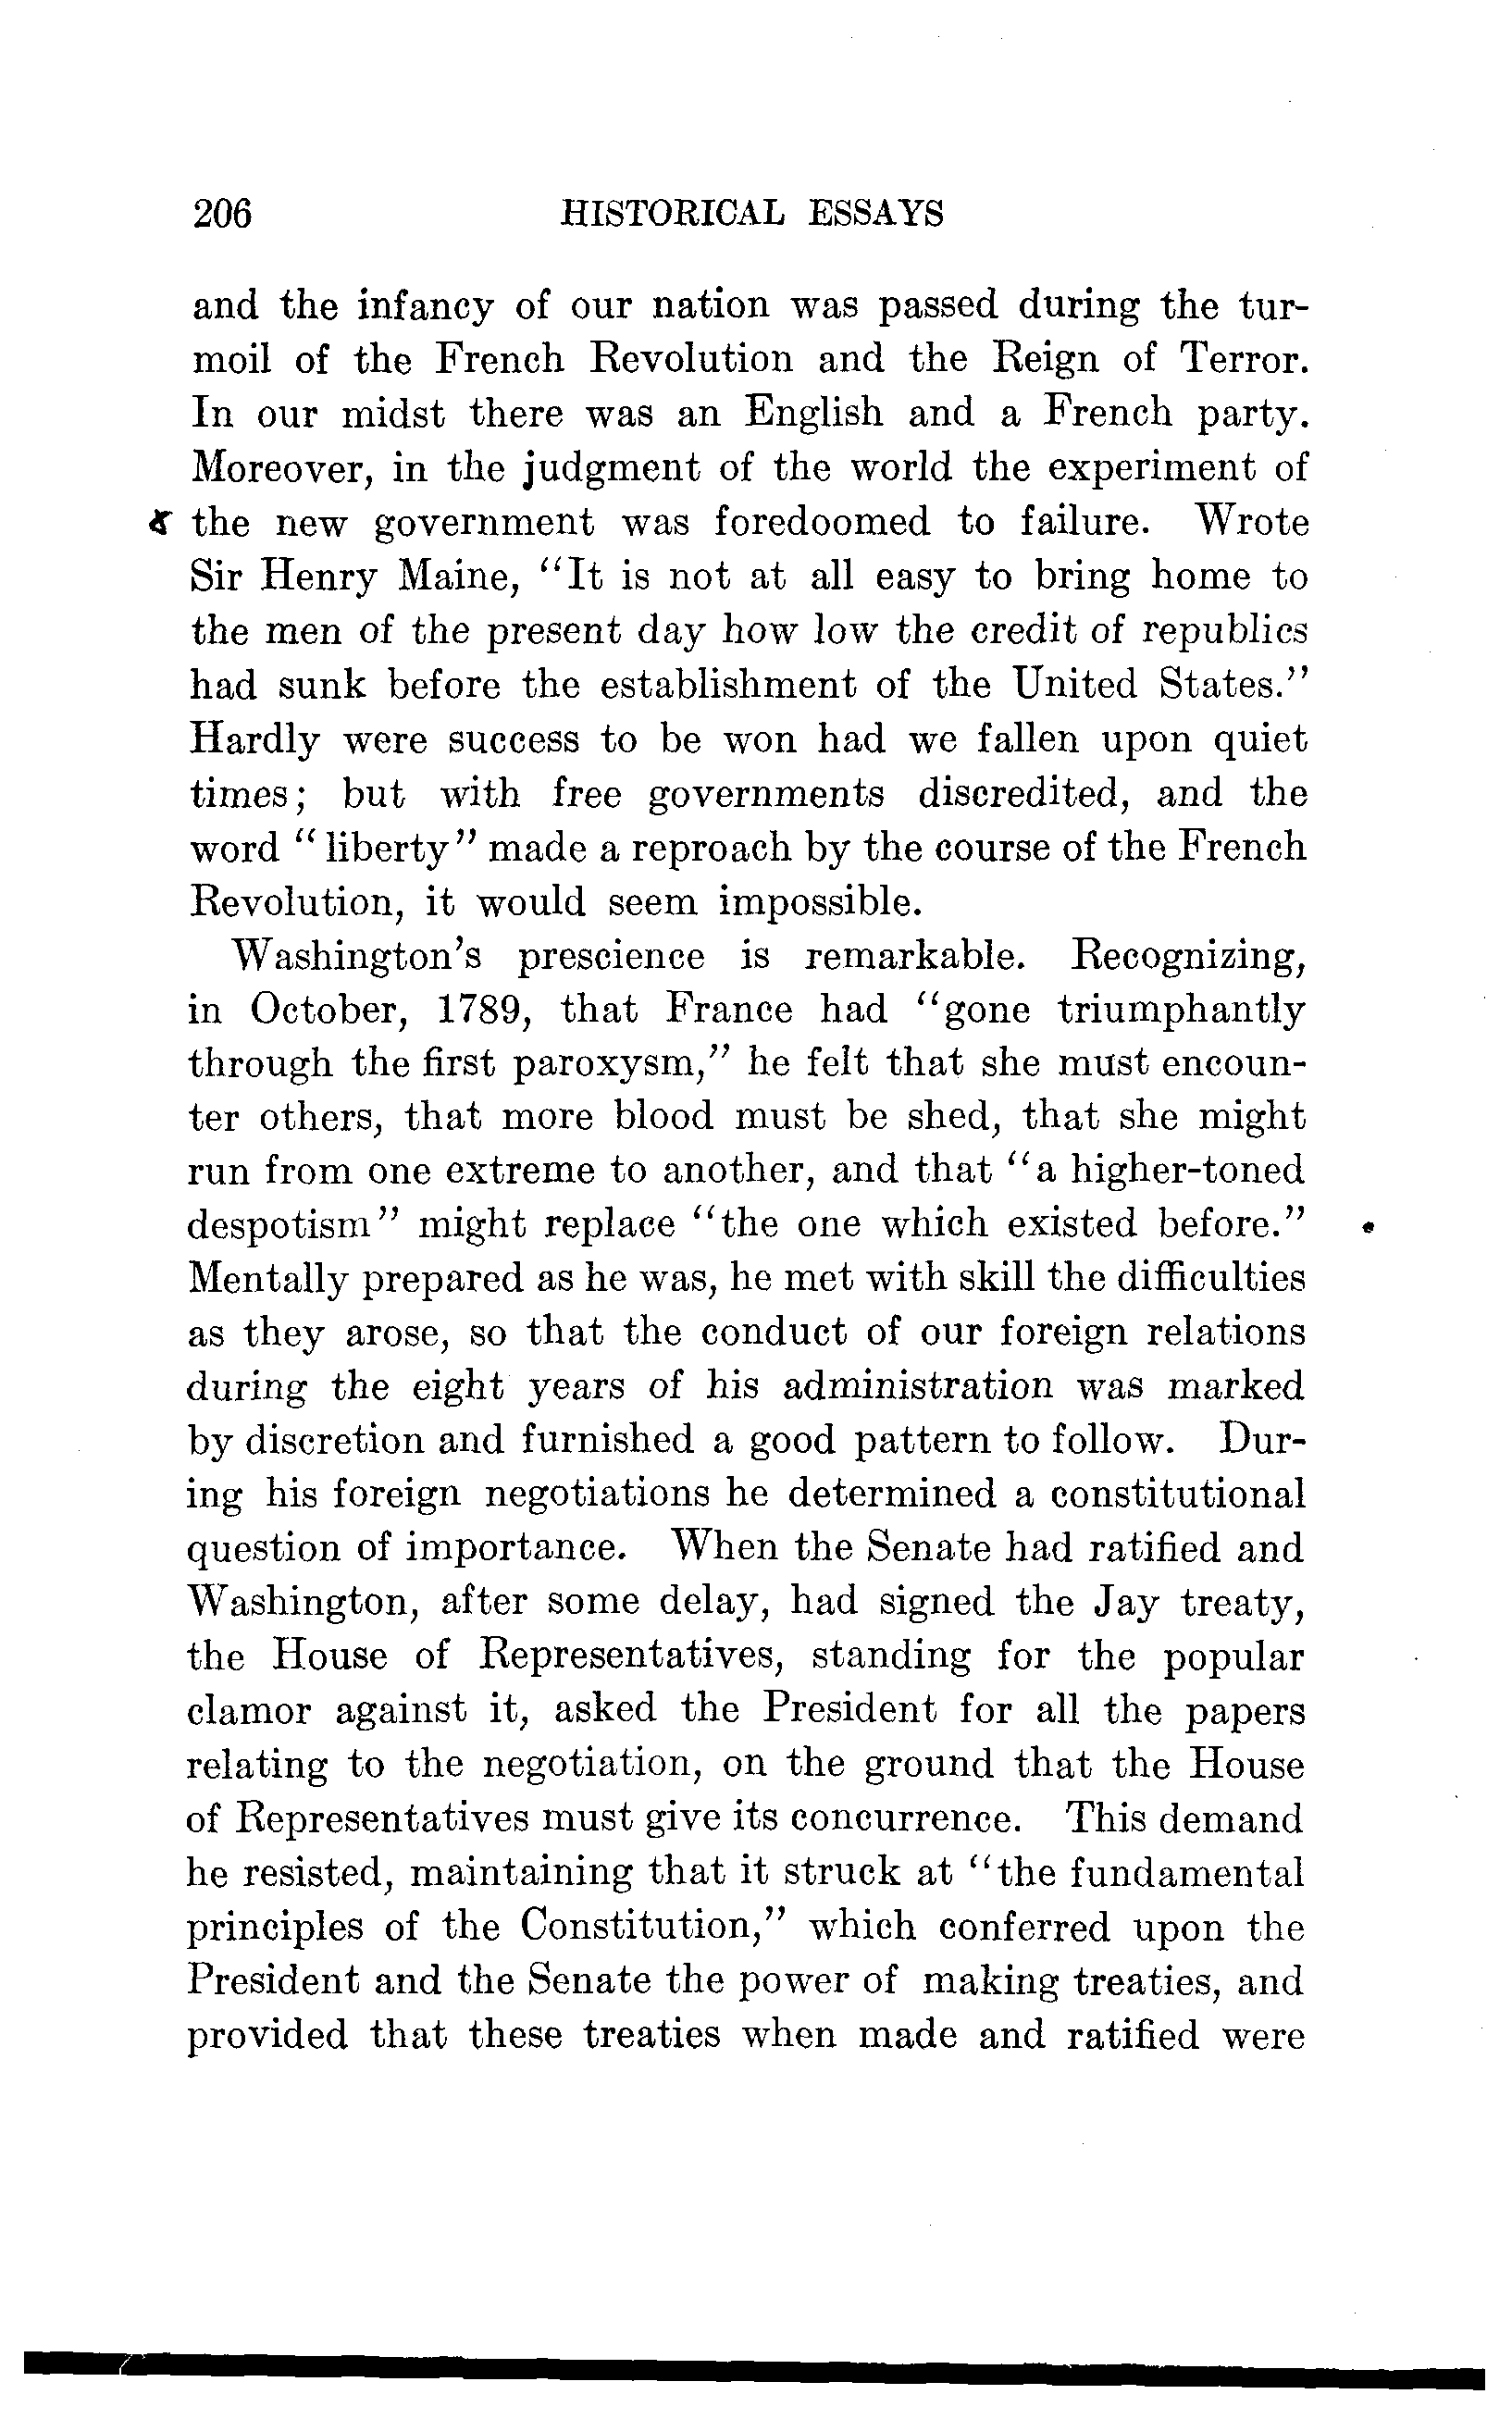 206 HISTORICAL ESSAYS
and the infancy of our nation was passed during the tur-
moil of the French Revolution and the Reign of Terror.
In our midst there was an English and a French party.
Moreover, in the judgment of the world the experiment of
the new government was foredoomed to failure. Wrote
Sir Henry Maine, "It is not at all easy to bring home to
the men of the present day how low the credit of republics
had sunk before the establishment of the United States."
Hardly were success to be won had we fallen upon quiet
times; but with free governments discredited, and the
word "liberty" made a reproach by the course of the French
Revolution, it would seem impossible.
Washington's prescience is remarkable. Recognizing,
in October, 1789, that France had "gone triumphantly
through the first paroxysm," he felt that she must encoun-
ter others, that more blood must be shed, that she might
run from one extreme to another, and that "a higher-toned
despotism" might replace "the one which existed before."
Mentally prepared as he was, he met with skill the difficulties
as they arose, so that the conduct of our foreign relations
during the eight years of his administration was marked
by discretion and furnished a good pattern to follow. Dur-
ing his foreign negotiations he determined a constitutional
question of importance. When the Senate had ratified and
Washington, after some delay, had signed the Jay treaty,
the House of Representatives, standing for the popular
clamor against it, asked the President for all the papers
relating to the negotiation, on the ground that the House
of Representatives must give its concurrence. This demand
he resisted, maintaining that it struck at "the fundamental
principles of the Constitution," which conferred upon the
President and the Senate the power of making treaties, and
provided that these treaties when made and ratified were